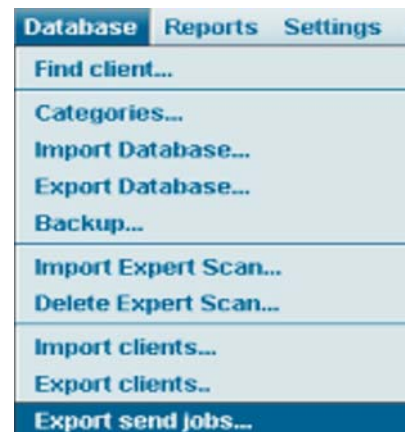 Database Reports Settings
Find client...
Categories...
Import Database...
Export Database...
Backup...
Import Expert Scan...
Delete Expert Scan...
Import clients...
Export clients..
Export send jobs...